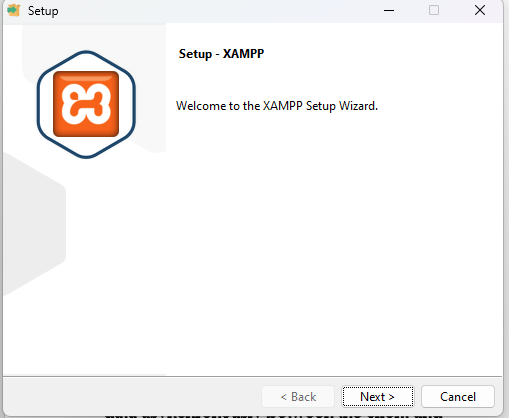 Setup
Setup - XAMPP
Welcome to the XAMPP Setup Wizard.
< Back
Next >
Cancel